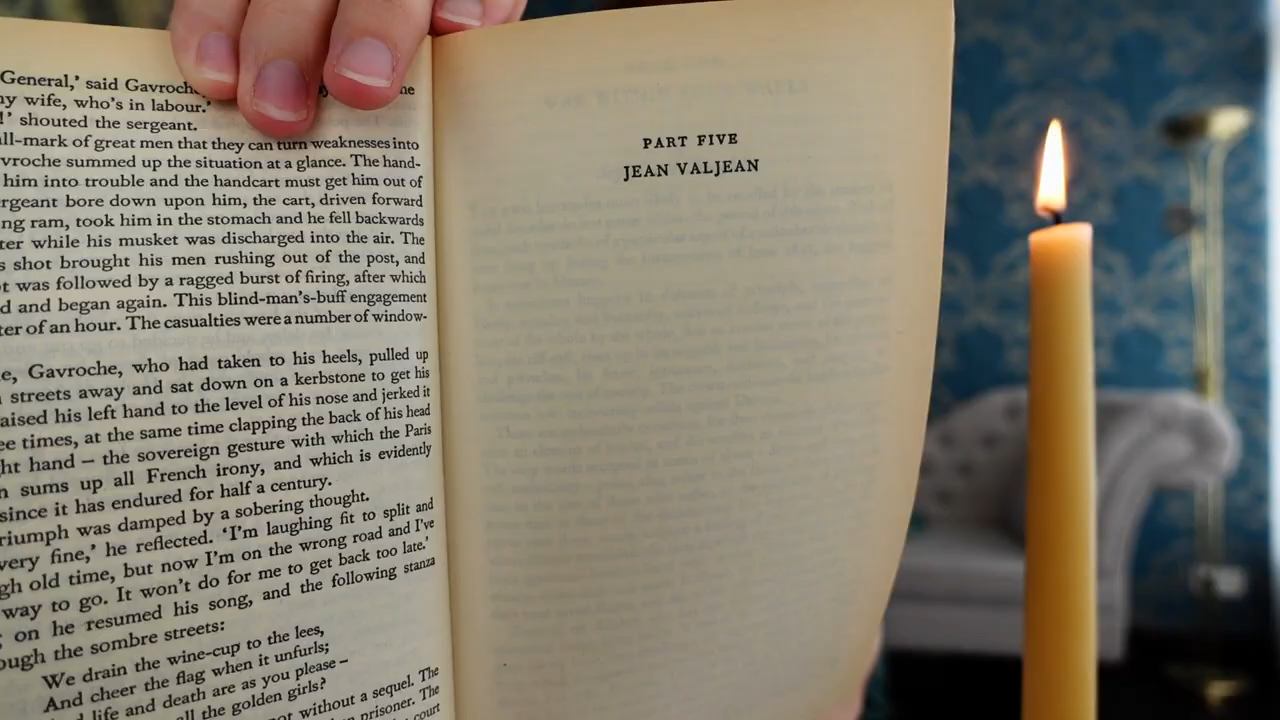 General,' said Gavroche
my wife, who's in labour.'
!' shouted the sergeant.
all-mark of great men that they can turn weaknesses into
vroche summed up the situation at a glance. The hand-
him into trouble and the handcart must get him out of
ergeant bore down upon him, the cart, driven forward
ng ram, took him in the stomach and he fell backwards
ter while his musket was discharged into the air. The
s shot brought his men rushing out of the post, and
t was followed by a ragged burst of firing, after which
d and began again. This blind-man's-buff engagement
ter of an hour. The casualties were a number of window-
e, Gavroche, who had taken to his heels, pulled up
streets away and sat down on a kerbstone to get his
aised his left hand to the level of his nose and jerked it
ee times, at the same time clapping the back of his head
ht hand – the sovereign gesture with which the Paris
n sums up all French irony, and which is evidently
since it has endured for half a century.
riumph was damped by a sobering thought.
very fine,' he reflected. 'I'm laughing fit to split and
gh old time, but now I'm on the wrong road and I've
way to go. It won't do for me to get back too late.'
on he resumed his song, and the following stanza
ough the sombre streets:
We drain the wine-cup to the lees,
And cheer the flag when it unfurls;
life and death are as you please –
all the golden girls?
not without a sequel. The
prisoner. The
court
PART FIVE
JEAN VALJEAN